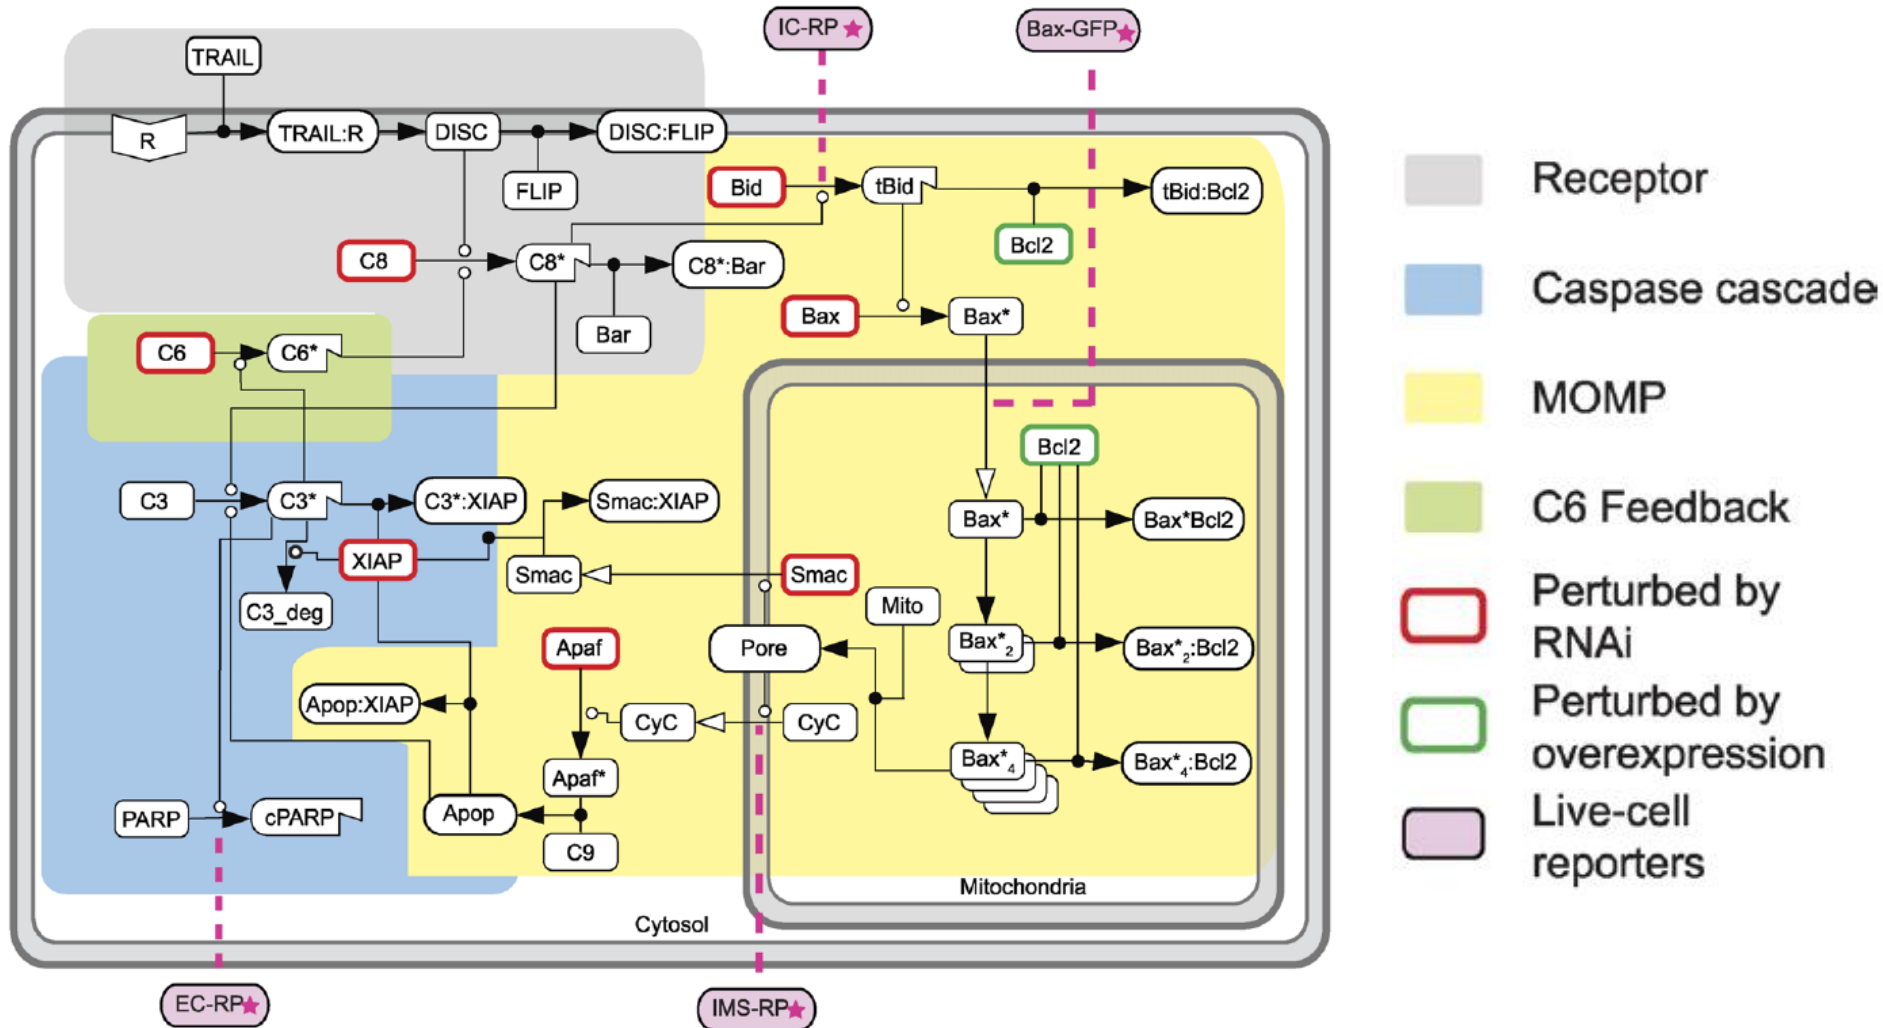 IC-RP
Bax-GFP
TRAIL
R
TRAIL:R
DISC
DISC:FLIP
FLIP
Bid
tBid
tBid:Bcl2
Bcl2
C8
C8*
C8*:Bar
Bar
Bax
Bax*
C6
C6*
Bcl2
C3
C3*
C3*:XIAP
Smac:XIAP
Bax*
Bax*Bcl2
XIAP
Smac
Smac
C3_deg
Mito
Apaf
Pore
Bax*2
Bax*2:Bcl2
Apop:XIAP
CyC
CyC
Apaf*
Bax*4
Bax*4:Bcl2
PARP
cPARP
Apop
C9
Mitochondria
Cytosol
EC-RP
IMS-RP
Receptor
Caspase cascade
MOMP
C6 Feedback
Perturbed by
RNAi
Perturbed by
overexpression
Live-cell
reporters